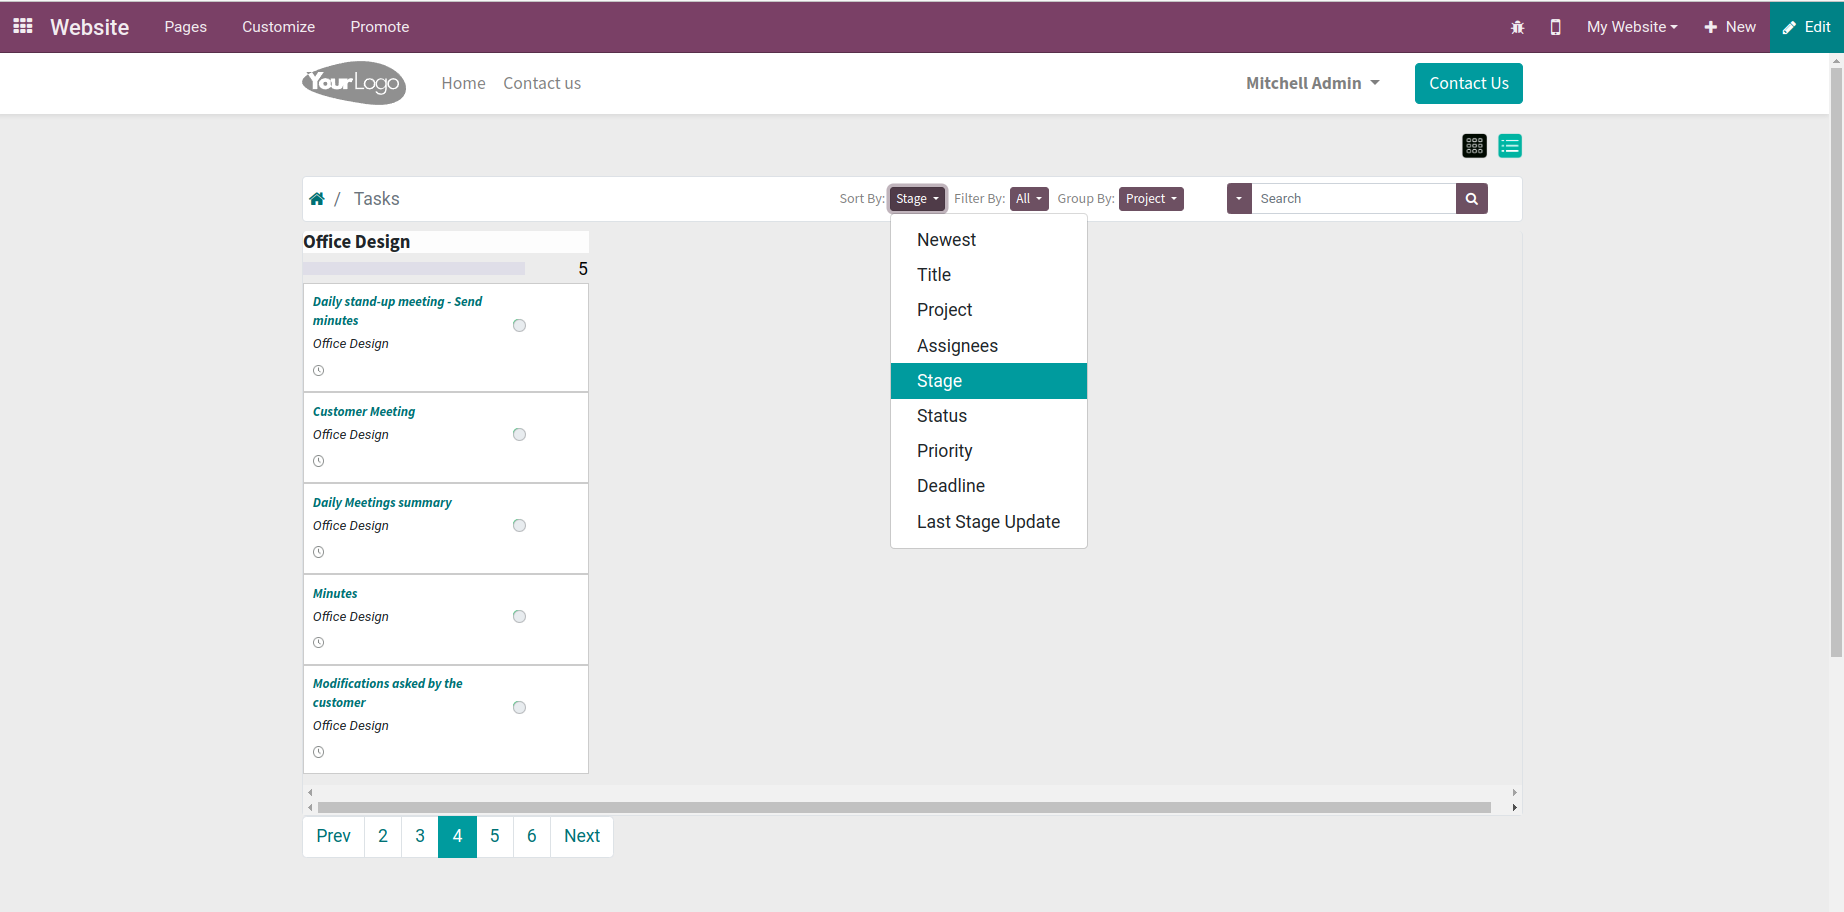 Website Pages Customize Promote My Website New Edit
YourLogo Home Contact us Mitchell Admin Contact Us
/ Tasks Sort By: Stage Filter By: All Group By: Project Search
Newest
Title
Project
Assignees
Stage
Status
Priority
Deadline
Last Stage Update
Office Design
5
Daily stand-up meeting - Send
minutes
Office Design
Customer Meeting
Office Design
Daily Meetings summary
Office Design
Minutes
Office Design
Modifications asked by the
customer
Office Design
Prev 2 3 4 5 6 Next